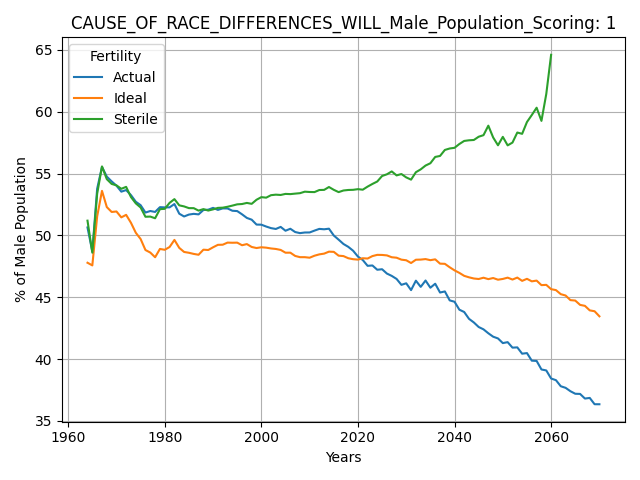 CAUSE_OF_RACE_DIFFERENCES_WILL_Male_Population_Scoring: 1
Fertility
Actual
Ideal
Sterile
% of Male Population
65
60
55
50
45
40
35
1960
1980
2000
2020
2040
2060
Years